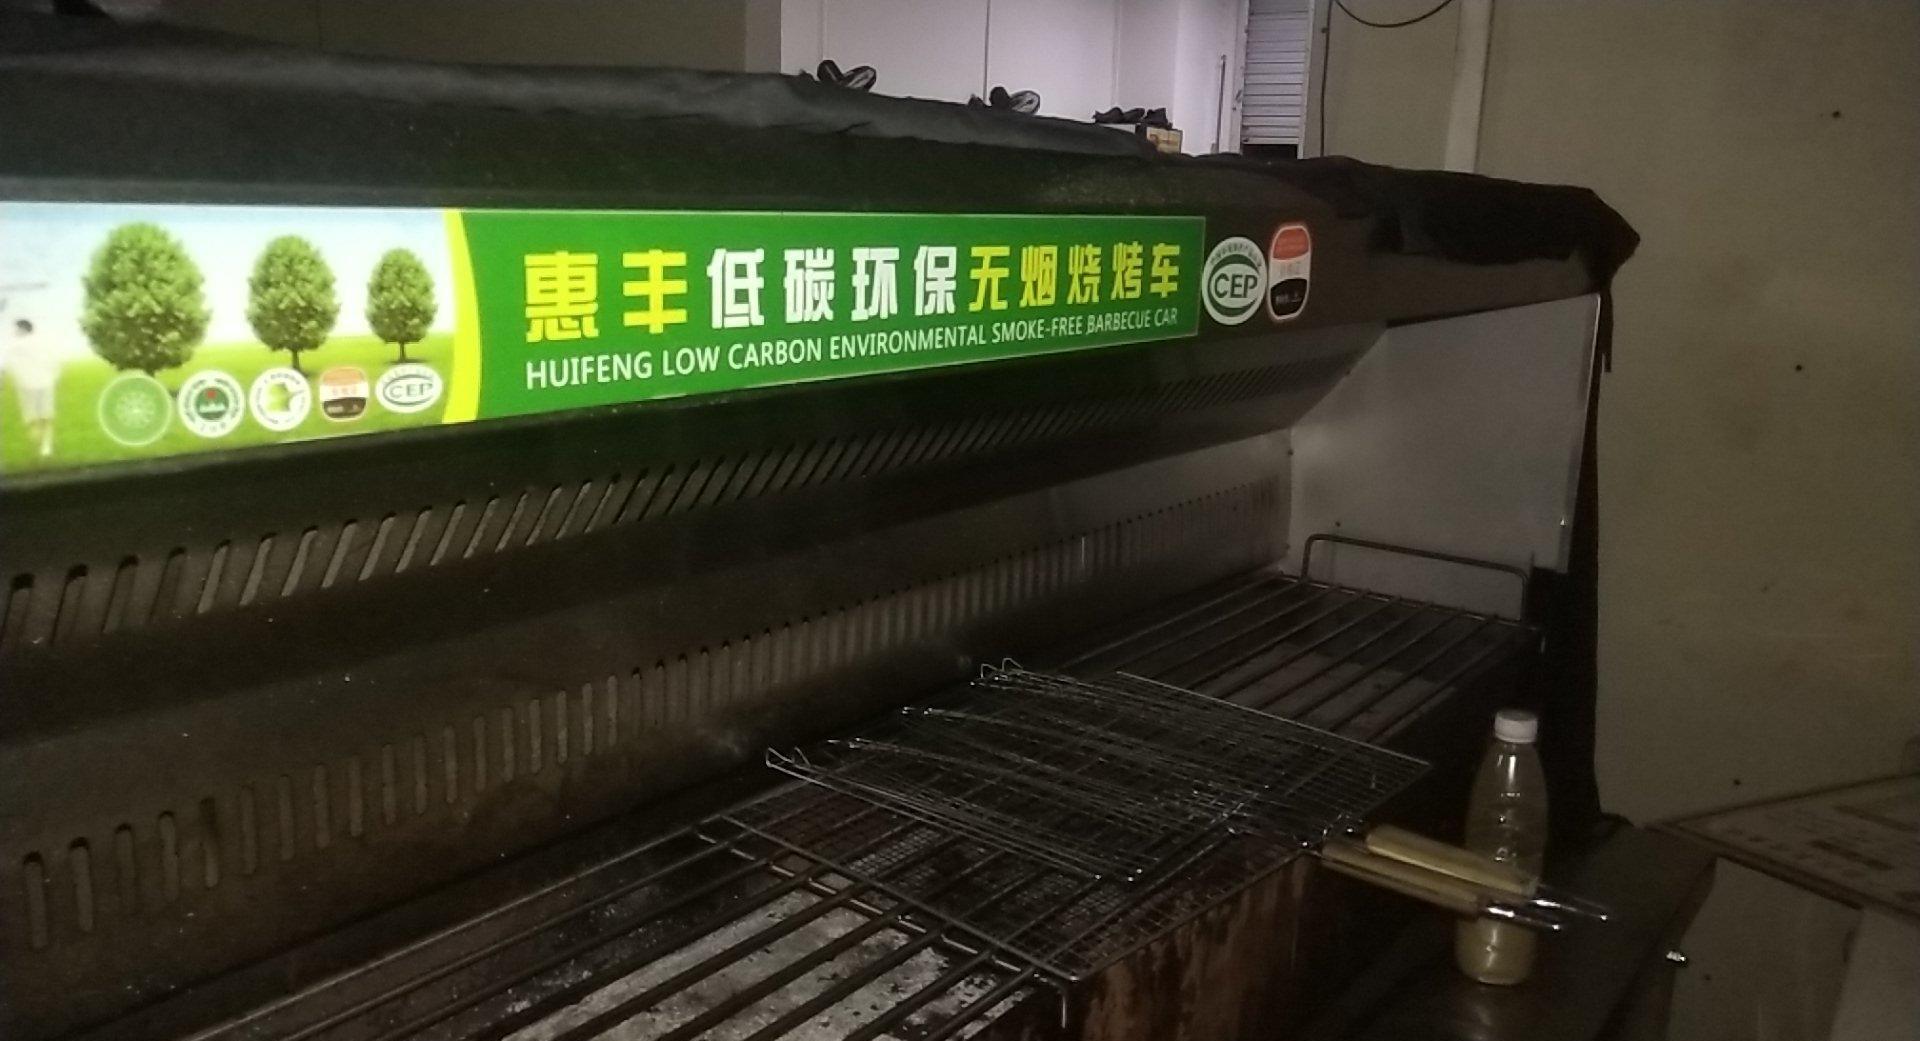 惠丰低碳环保无烟烧烤车
HUIFENG LOW CARBON ENVIRONMENTAL SMOKE-FREE BARBECUE CAR
CEP
CEP